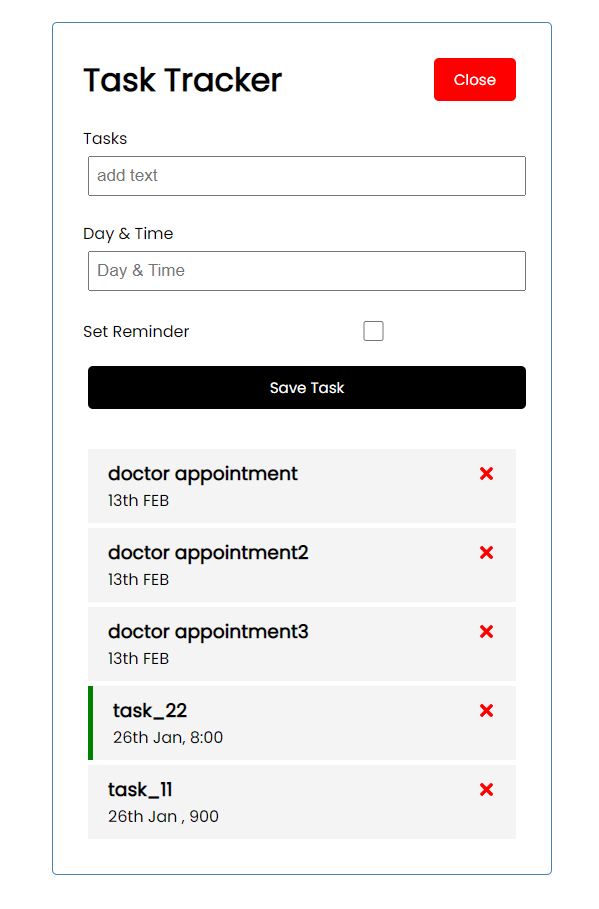 Task Tracker
Close
Tasks
add text
Day & Time
Day & Time
Set Reminder
Save Task
doctor appointment
13th FEB
doctor appointment2
13th FEB
doctor appointment3
13th FEB
task_22
26th Jan, 8:00
task_11
26th Jan , 900